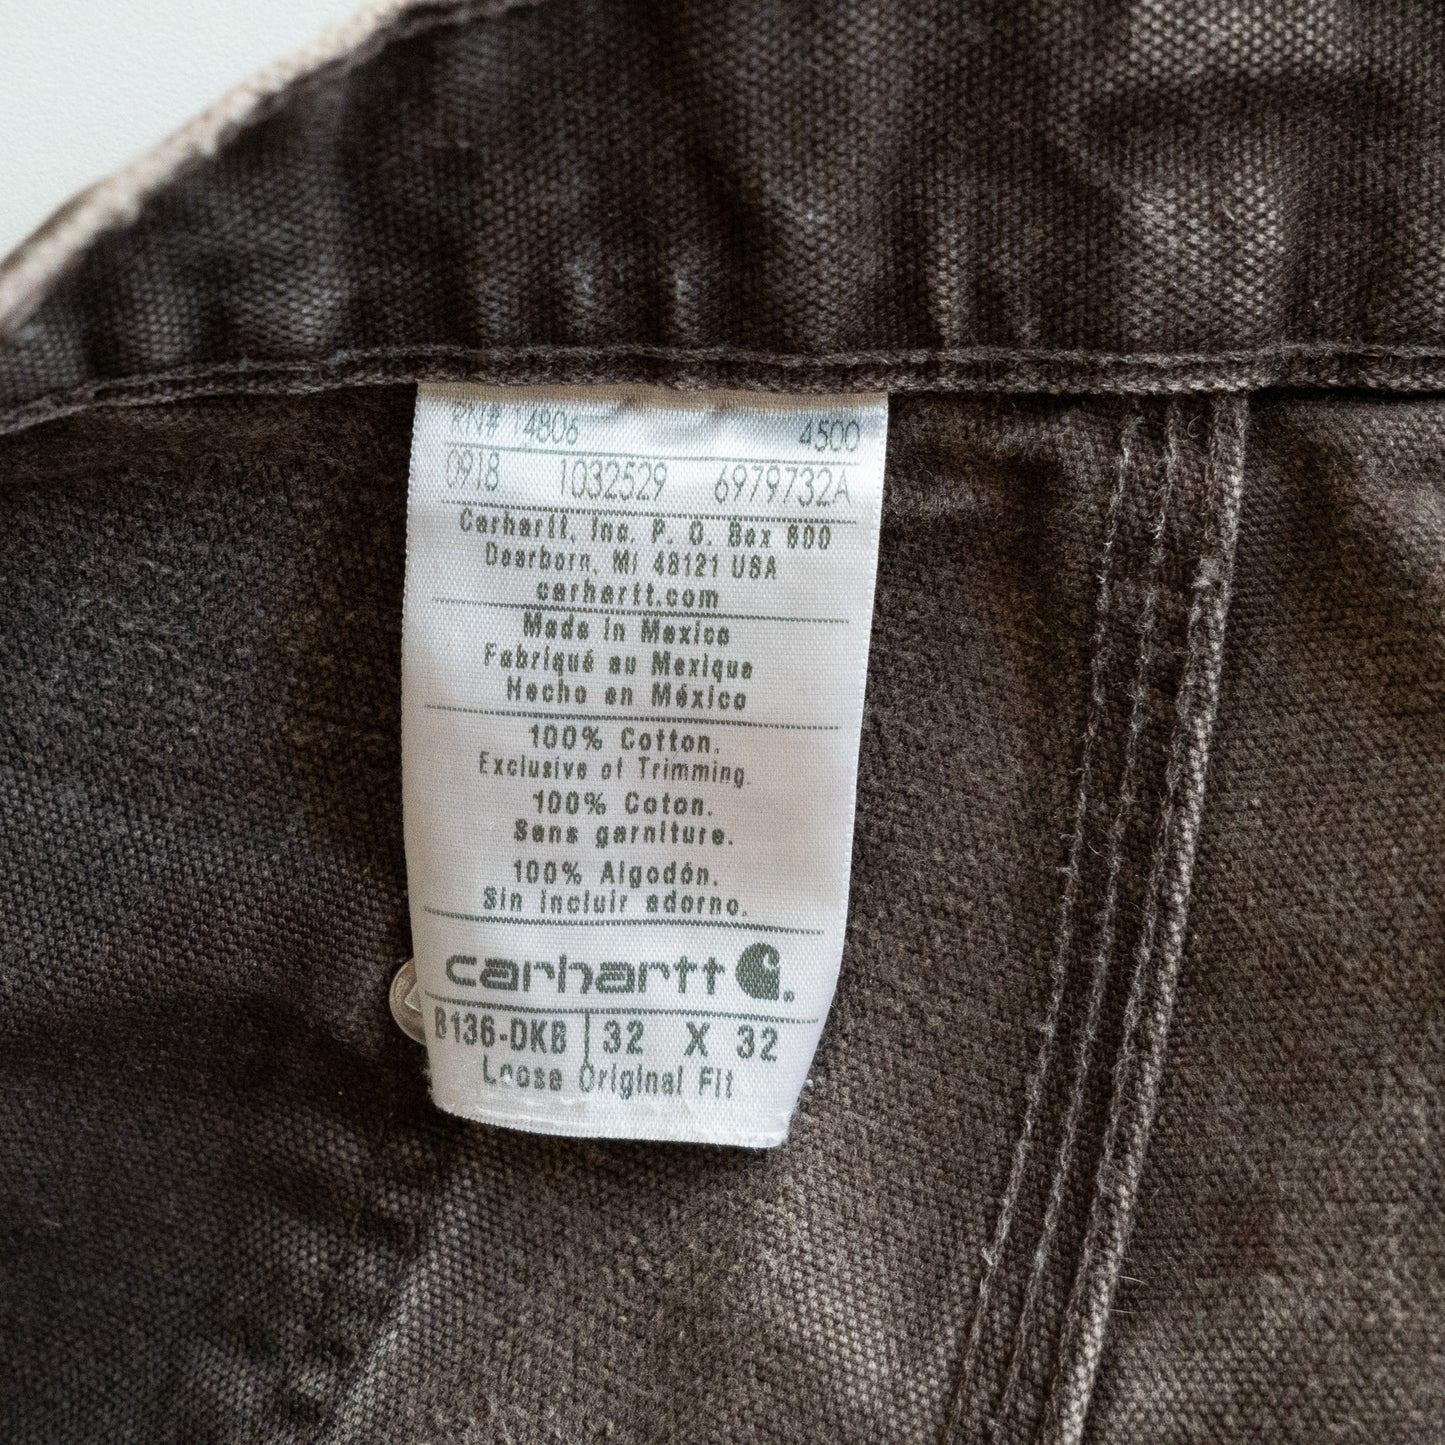 RN# 14806 4500
0918 1032529 6979732A
Carhartt, Inc. P. O. Box 600
Dearborn, MI 48121 USA
carhartt.com
Made in Mexico
Fabriqué au Mexique
Hecho en México
100% Cotton.
Exclusive of Trimming.
100% Coton.
Sans garniture.
100% Algodón.
Sin incluir adorno.
carhartt
B136-DKB 32 X 32
Loose Original Fit